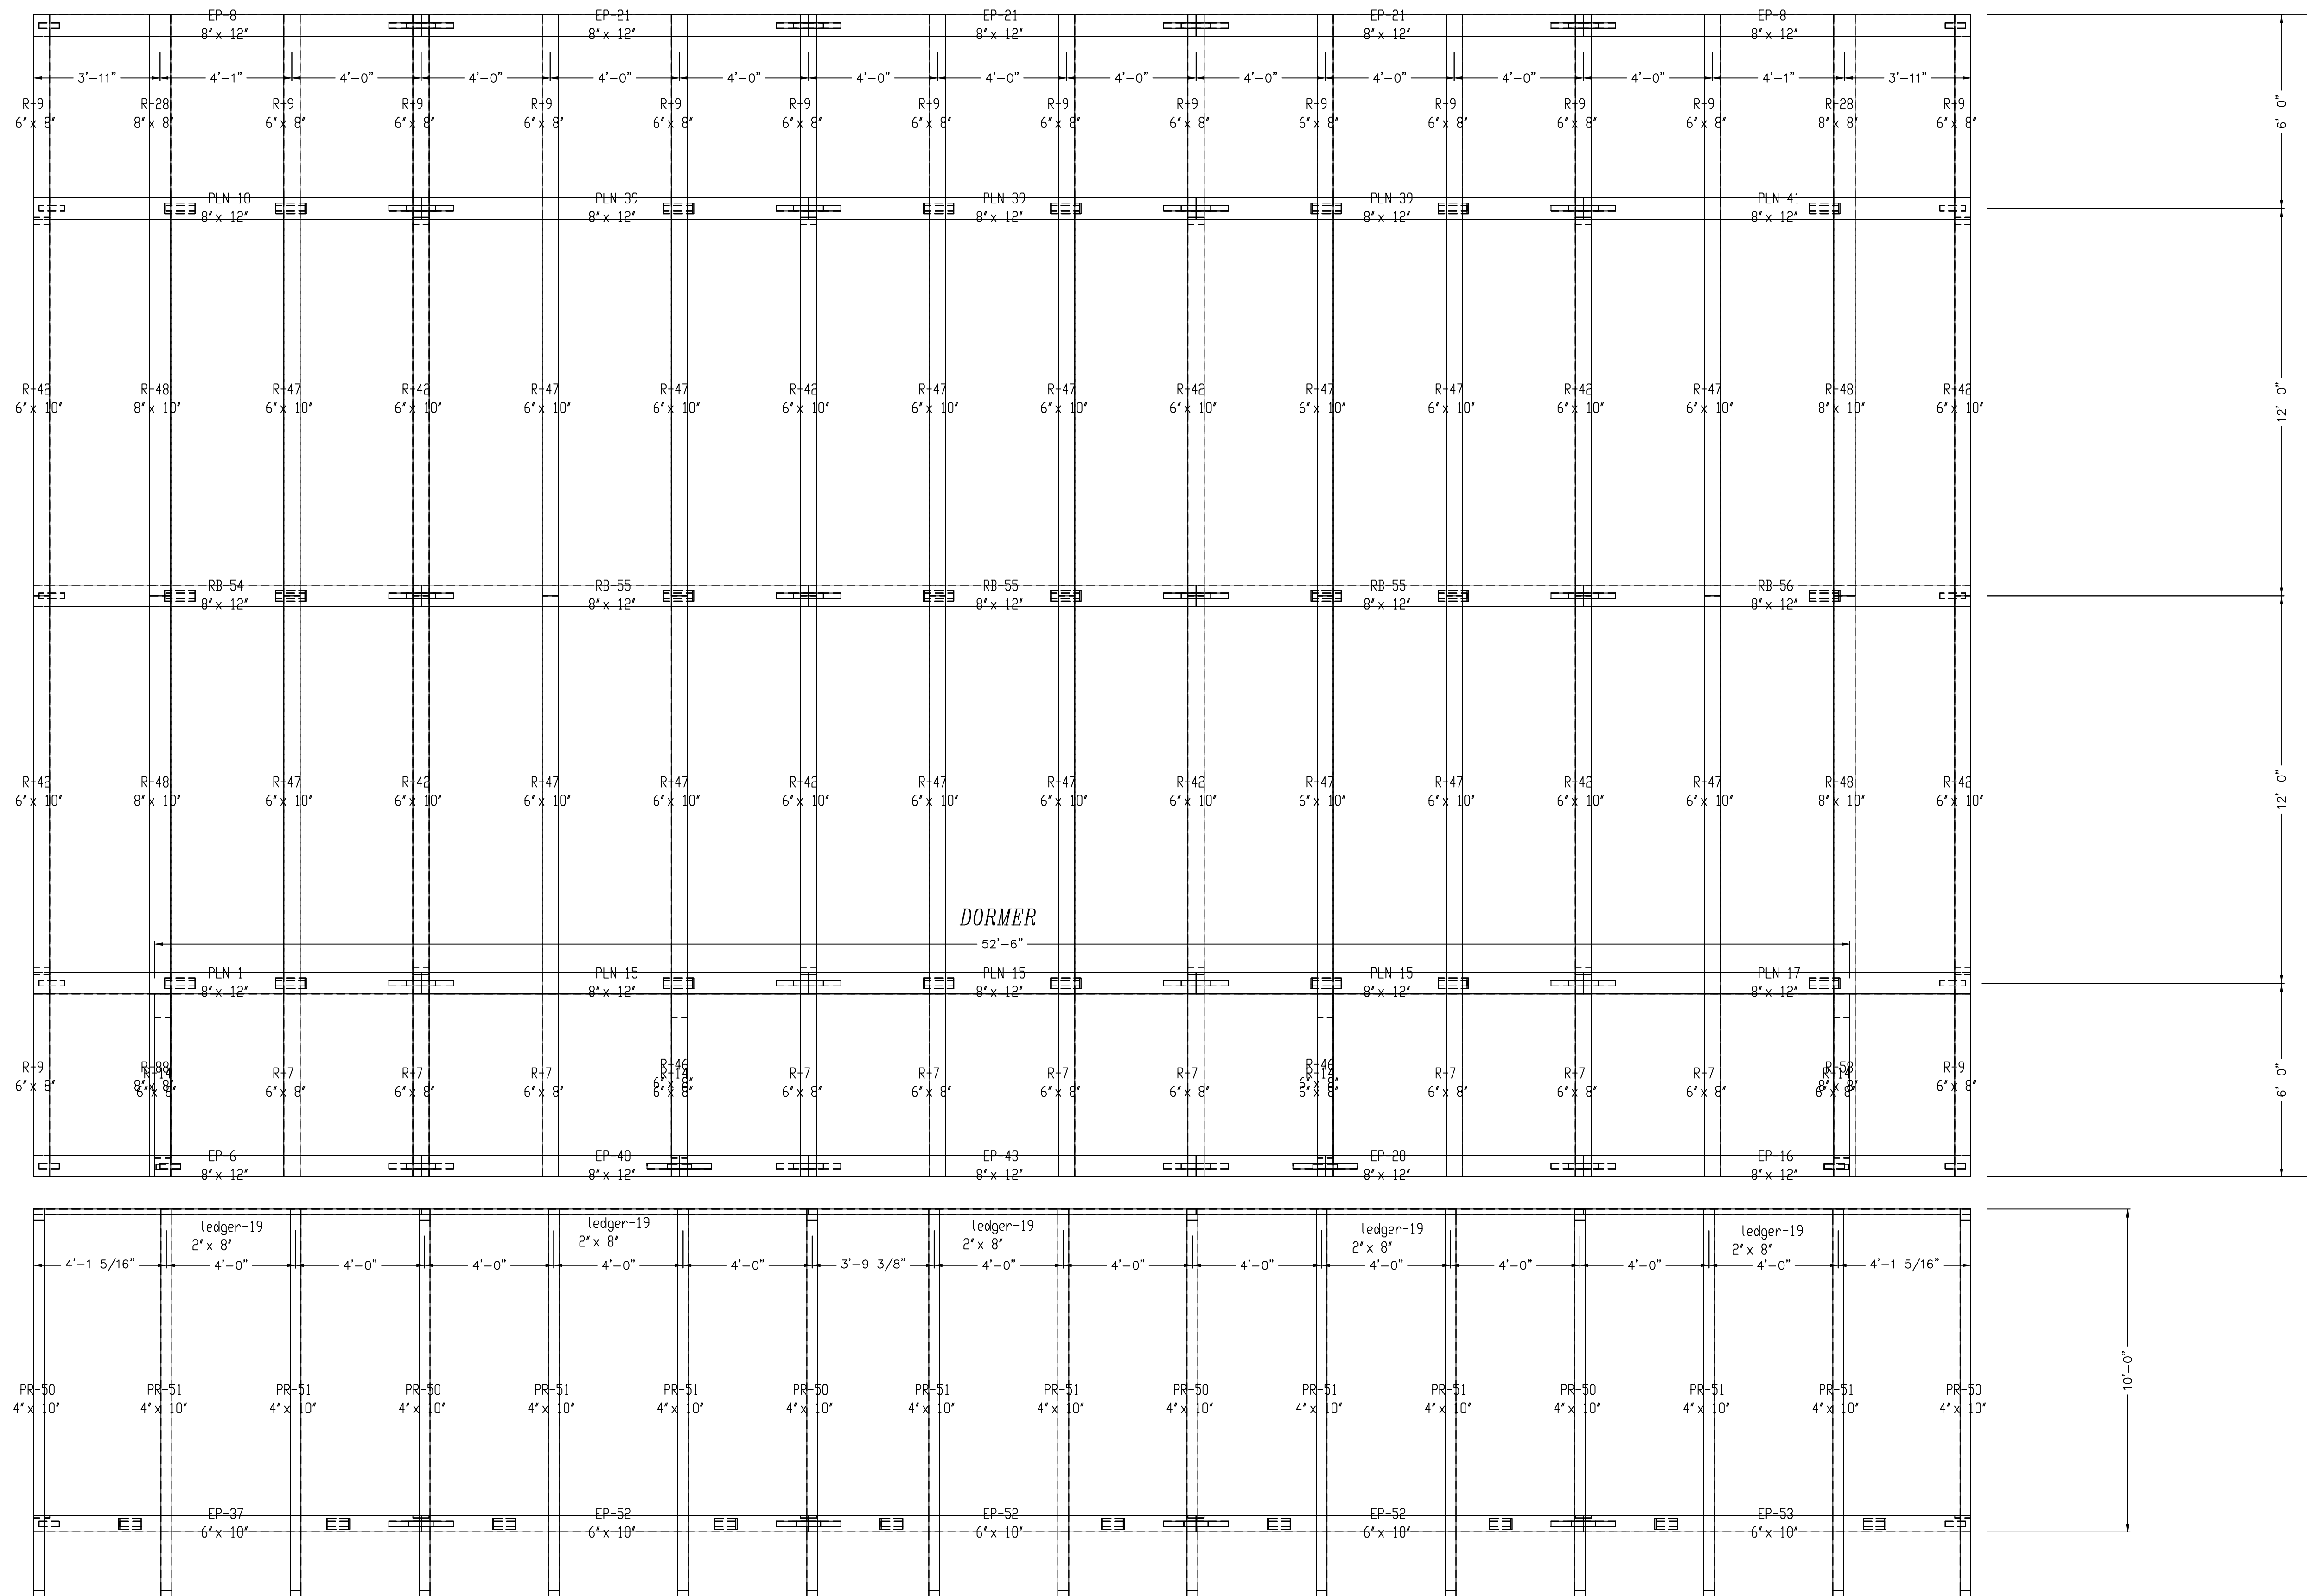 EP-8 EP-21 EP-21 EP-21 EP-8
8"x 12" 8"x 12" 8"x 12" 8"x 12" 8"x 12"
3'-11" 4'-1" 4'-0" 4'-0" 4'-0" 4'-0" 4'-0" 4'-0" 4'-0" 4'-0" 4'-0" 4'-0" 4'-0" 4'-1" 3'-11"
R-9 R-28 R-9 R-9 R-9 R-9 R-9 R-9 R-9 R-9 R-9 R-9 R-9 R-9 R-28 R-9
6"x 8" 8"x 8" 6"x 8" 6"x 8" 6"x 8" 6"x 8" 6"x 8" 6"x 8" 6"x 8" 6"x 8" 6"x 8" 6"x 8" 6"x 8" 6"x 8" 8"x 8" 6"x 8"
6'-0"
PLN-10 PLN-39 PLN-39 PLN-39 PLN-41
8"x 12" 8"x 12" 8"x 12" 8"x 12" 8"x 12"
R-42 R-48 R-47 R-42 R-47 R-47 R-42 R-47 R-47 R-42 R-47 R-47 R-42 R-47 R-48 R-42
6"x 10" 8"x 10" 6"x 10" 6"x 10" 6"x 10" 6"x 10" 6"x 10" 6"x 10" 6"x 10" 6"x 10" 6"x 10" 6"x 10" 6"x 10" 6"x 10" 8"x 10" 6"x 10"
12'-0"
RB-54 RB-55 RB-55 RB-55 RB-56
8"x 12" 8"x 12" 8"x 12" 8"x 12" 8"x 12"
R-42 R-48 R-47 R-42 R-47 R-47 R-42 R-47 R-47 R-42 R-47 R-47 R-42 R-47 R-48 R-42
6"x 10" 8"x 10" 6"x 10" 6"x 10" 6"x 10" 6"x 10" 6"x 10" 6"x 10" 6"x 10" 6"x 10" 6"x 10" 6"x 10" 6"x 10" 6"x 10" 8"x 10" 6"x 10"
12'-0"
DORMER
52'-6"
PLN-1 PLN-15 PLN-15 PLN-15 PLN-17
8"x 12" 8"x 12" 8"x 12" 8"x 12" 8"x 12"
R-46 R-46
R-9 R-58 R-9
R-14 R-7 R-7 R-7 R-14 R-7 R-7 R-7 R-7 R-14 R-7 R-7 R-7 R-14
6"x 8" 8"x 8" 6"x 8" 6"x 8" 8"x 8" 6"x 8"
6"x 8" 6"x 8" 6"x 8" 6"x 8" 6"x 8" 6"x 8" 6"x 8" 6"x 8" 6"x 8" 6"x 8" 6"x 8" 6"x 8" 6"x 8" 6"x 8"
6'-0"
EP-6 EP-40 EP-43 EP-20 EP-16
8"x 12" 8"x 12" 8"x 12" 8"x 12" 8"x 12"
ledger-19 ledger-19 ledger-19 ledger-19 ledger-19
2"x 8" 2"x 8" 2"x 8" 2"x 8" 2"x 8"
4'-1 5/16" 4'-0" 4'-0" 4'-0" 4'-0" 4'-0" 3'-9 3/8" 4'-0" 4'-0" 4'-0" 4'-0" 4'-0" 4'-0" 4'-0" 4'-1 5/16"
10'-0"
PR-50 PR-51 PR-51 PR-50 PR-51 PR-51 PR-50 PR-51 PR-51 PR-50 PR-51 PR-51 PR-50 PR-51 PR-51 PR-50
4"x 10" 4"x 10" 4"x 10" 4"x 10" 4"x 10" 4"x 10" 4"x 10" 4"x 10" 4"x 10" 4"x 10" 4"x 10" 4"x 10" 4"x 10" 4"x 10" 4"x 10" 4"x 10"
EP-37 EP-52 EP-52 EP-52 EP-53
6"x 10" 6"x 10" 6"x 10" 6"x 10" 6"x 10"